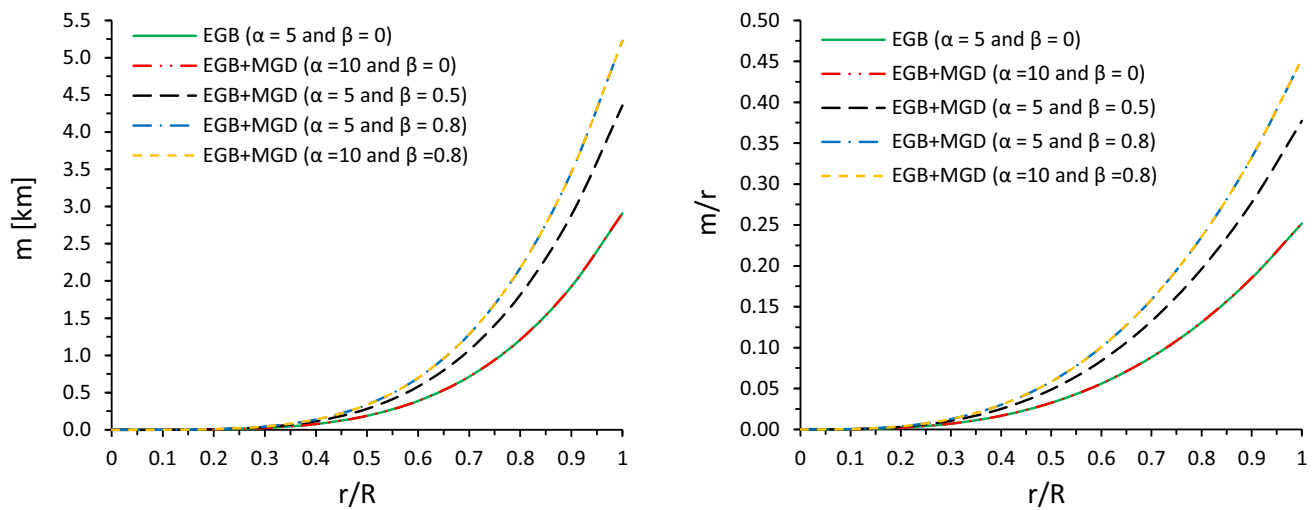 5.5
5.0
4.5
4.0
3.5
3.0
2.5
2.0
1.5
1.0
0.5
0.0
m [km]
EGB (α = 5 and β = 0)
EGB+MGD (α =10 and β = 0)
EGB+MGD (α = 5 and β = 0.5)
EGB+MGD (α = 5 and β = 0.8)
EGB+MGD (α =10 and β =0.8)
0 0.1 0.2 0.3 0.4 0.5 0.6 0.7 0.8 0.9 1
r/R
0.50
0.45
0.40
0.35
0.30
0.25
0.20
0.15
0.10
0.05
0.00
m/r
EGB (α = 5 and β = 0)
EGB+MGD (α =10 and β = 0)
EGB+MGD (α = 5 and β = 0.5)
EGB+MGD (α = 5 and β = 0.8)
EGB+MGD (α =10 and β =0.8)
0 0.1 0.2 0.3 0.4 0.5 0.6 0.7 0.8 0.9 1
r/R